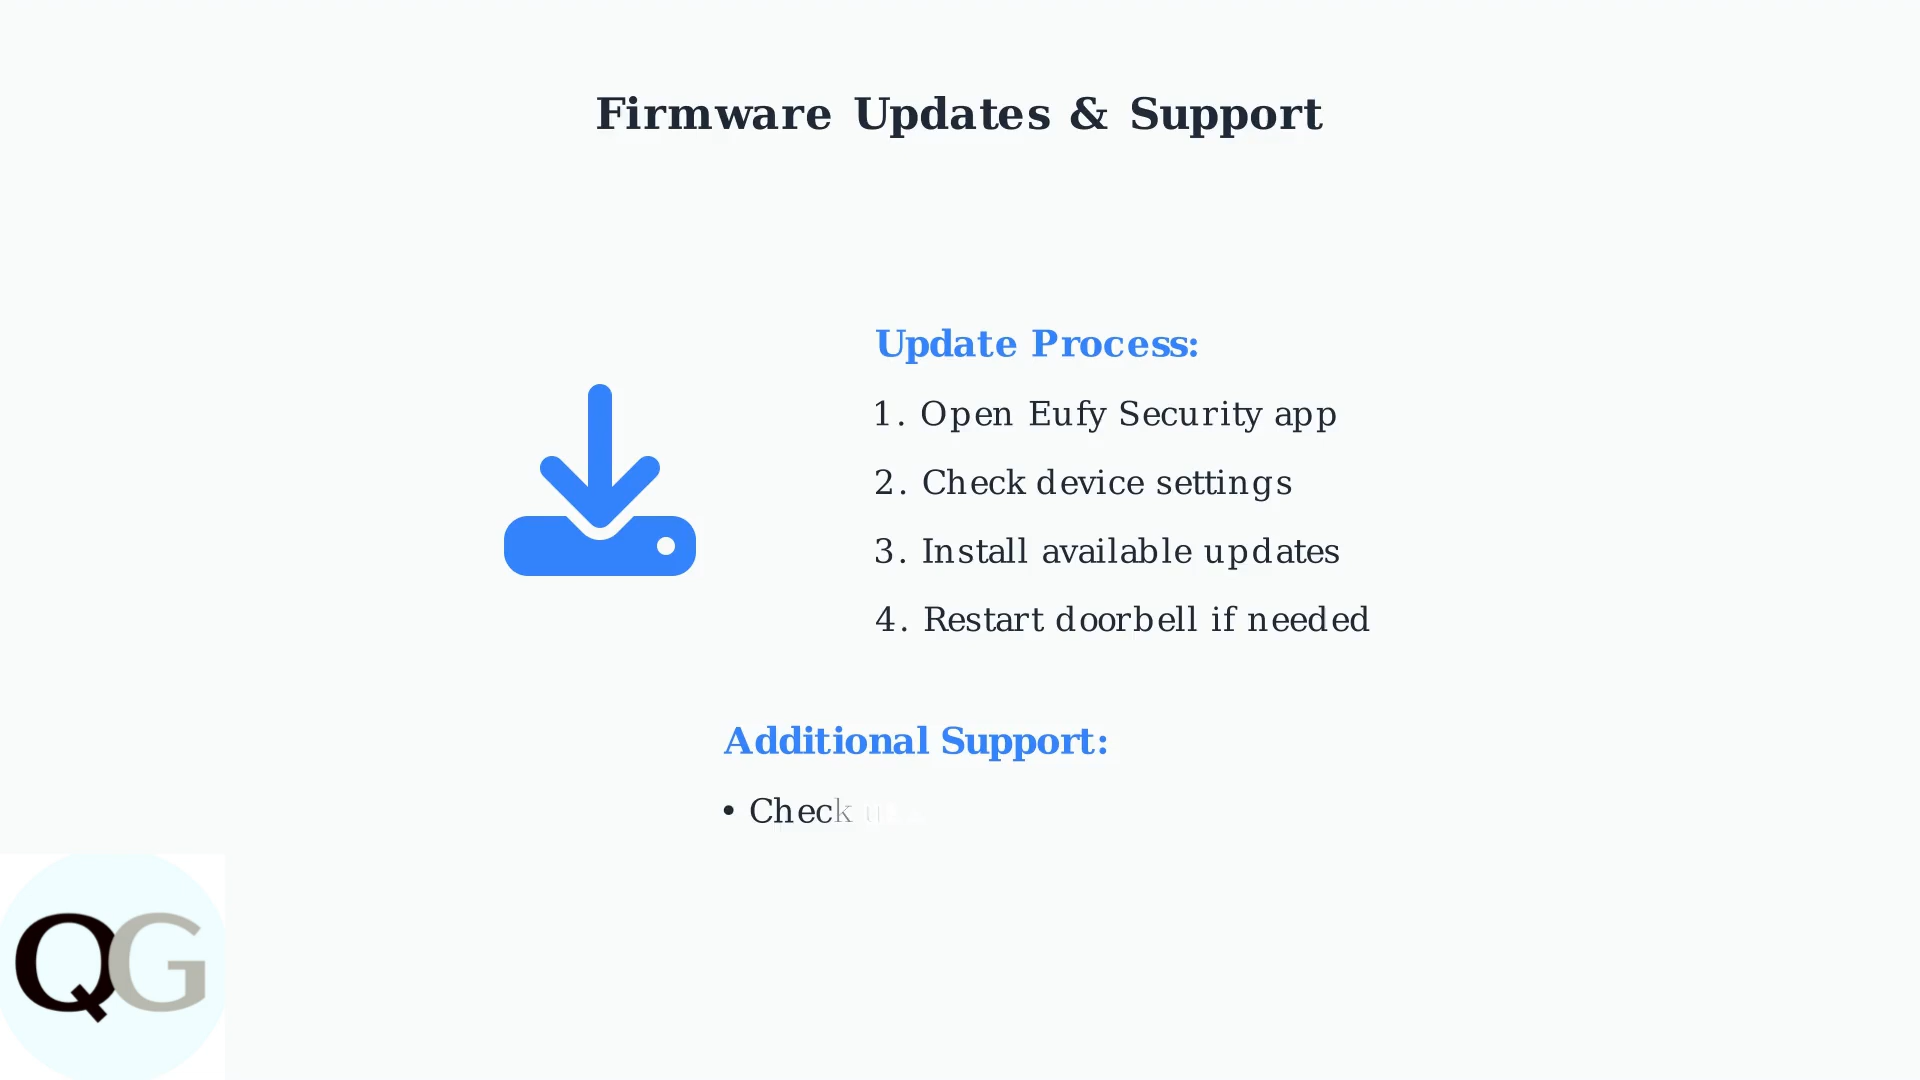 Firmware Updates & Support
Update Process:
1. Open Eufy Security app
2. Check device settings
3. Install available updates
4. Restart doorbell if needed
Additional Support:
• Check
QG